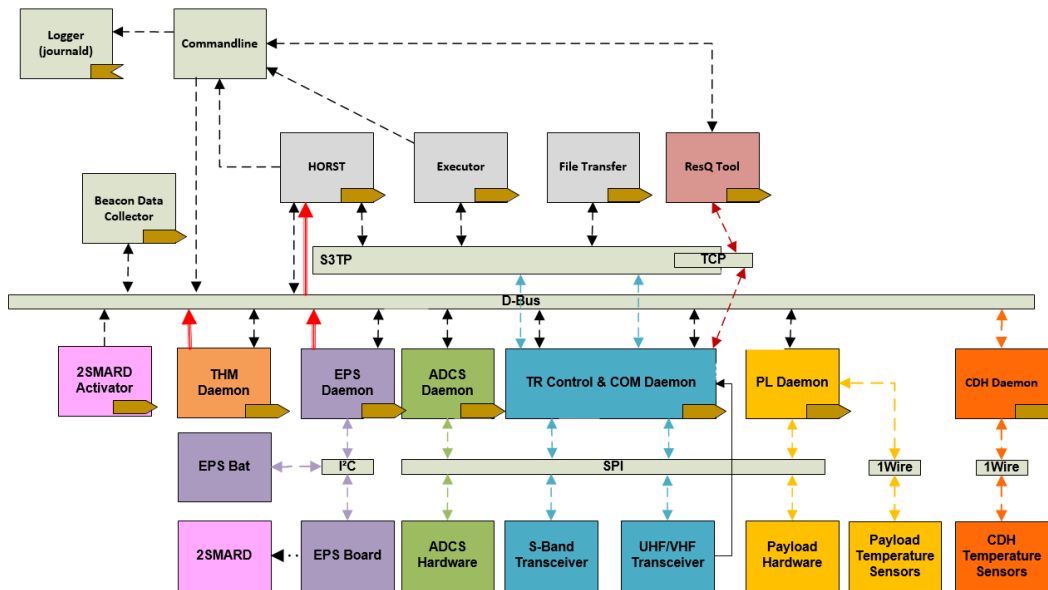 Logger
(journald)
Commandline
HORST
Executor
File Transfer
ResQ Tool
Beacon Data
Collector
S3TP
TCP
D-Bus
2SMARD
Activator
THM
Daemon
EPS
Daemon
ADCS
Daemon
TR Control & COM Daemon
PL Daemon
CDH Daemon
EPS Bat
I²C
SPI
1Wire
1Wire
2SMARD
EPS Board
ADCS
Hardware
S-Band
Transceiver
UHF/VHF
Transceiver
Payload
Hardware
Payload
Temperature
Sensors
CDH
Temperature
Sensors